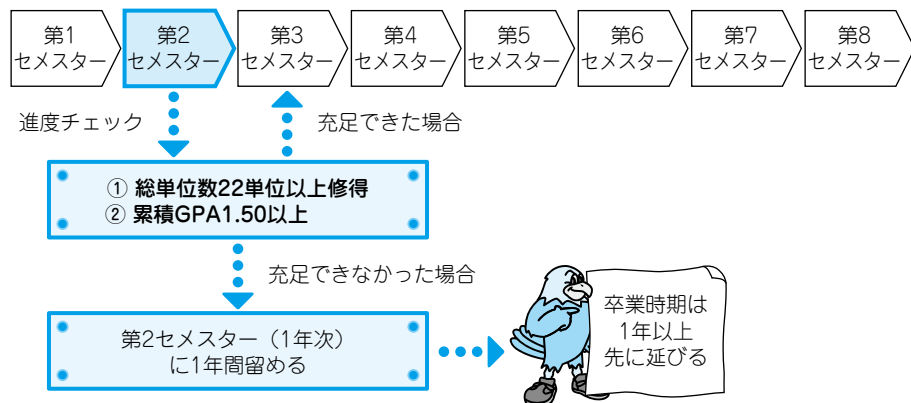 第1
セメスター
第2
セメスター
第3
セメスター
第4
セメスター
第5
セメスター
第6
セメスター
第7
セメスター
第8
セメスター
進度チェック
充足できた場合
① 総単位数22単位以上修得
② 累積GPA1.50以上
充足できなかった場合
第2セメスター（1年次）
に1年間留める
卒業時期は
1年以上
先に延びる